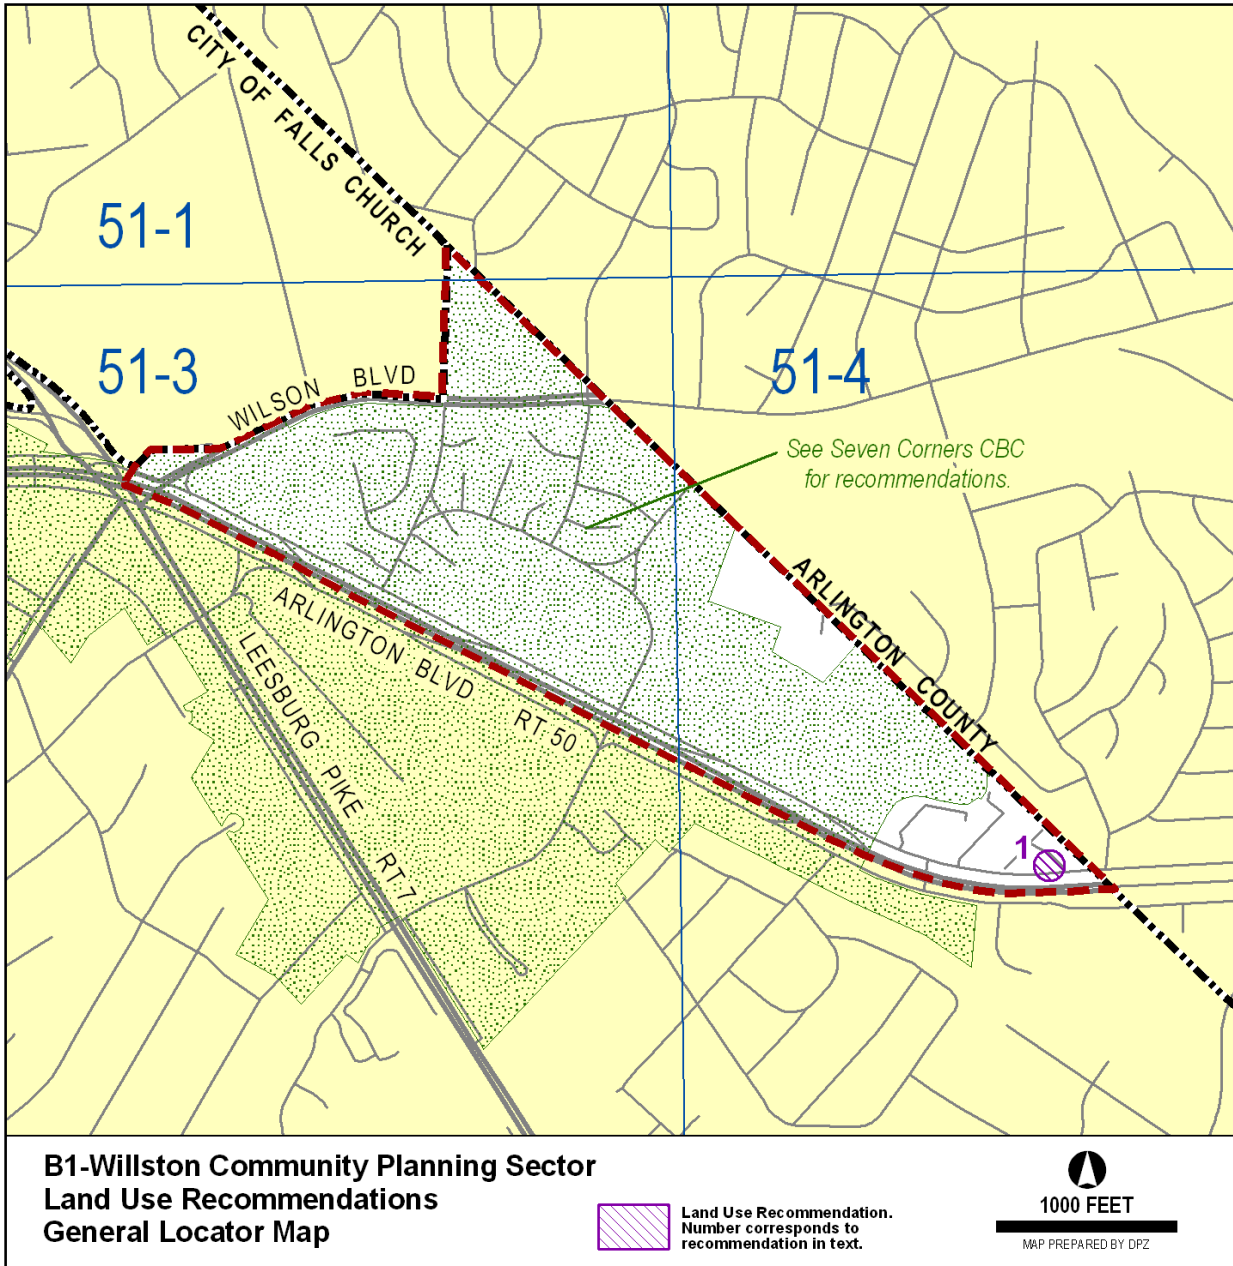 CITY OF FALLS CHURCH
51-1
51-3
51-4
WILSON BLVD
See Seven Corners CBC
for recommendations.
ARLINGTON COUNTY
ARLINGTON BLVD RT 50
LEESBURG PIKE RT 7
1
B1-Willston Community Planning Sector
Land Use Recommendations
General Locator Map
Land Use Recommendation.
Number corresponds to
recommendation in text.
1000 FEET
MAP PREPARED BY DPZ